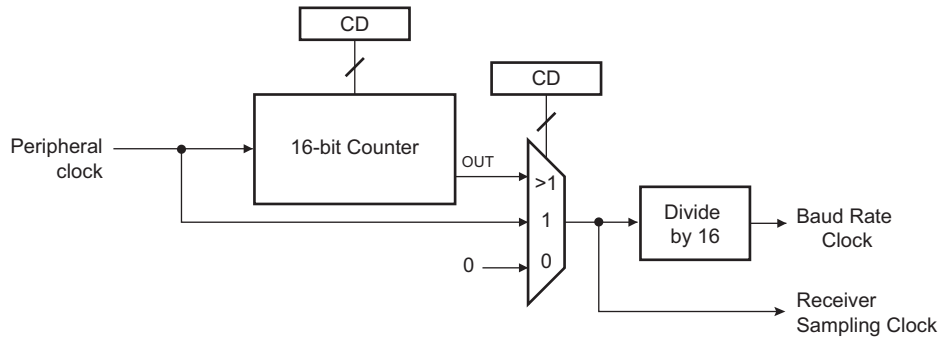 CD
CD
Peripheral
clock
16-bit Counter
OUT
>1
1
0
0
Divide
by 16
Baud Rate
Clock
Receiver
Sampling Clock